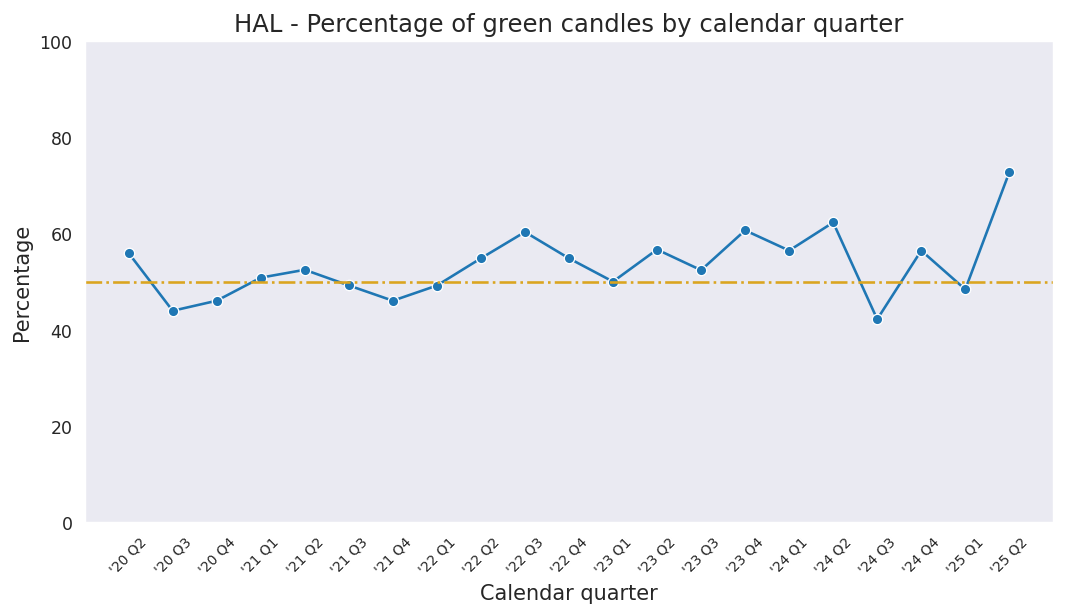 HAL - Percentage of green candles by calendar quarter
100
80
60
40
20
0
Percentage
'20 Q2
'20 Q3
'20 Q4
'21 Q1
'21 Q2
'21 Q3
'21 Q4
'22 Q1
'22 Q2
'22 Q3
'22 Q4
'23 Q1
'23 Q2
'23 Q3
'23 Q4
'24 Q1
'24 Q2
'24 Q3
'24 Q4
'25 Q1
'25 Q2
Calendar quarter